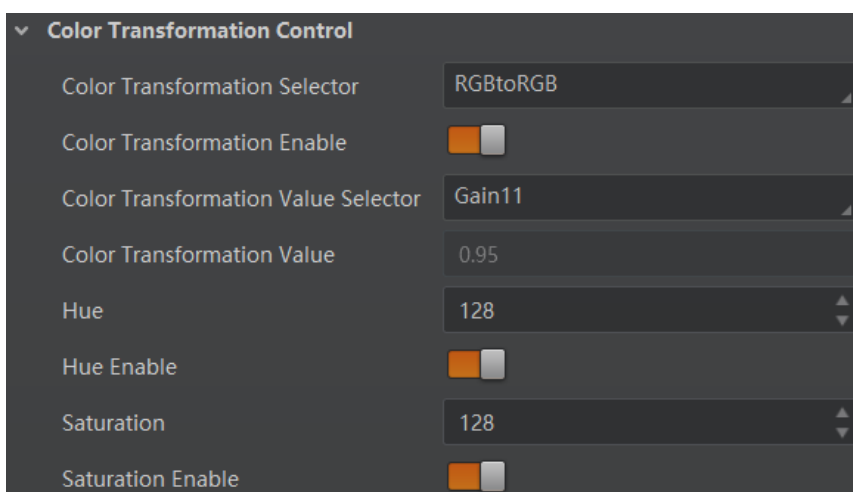 Color Transformation Control
Color Transformation Selector RGBtoRGB
Color Transformation Enable
Color Transformation Value Selector Gain11
Color Transformation Value 0.95
Hue 128
Hue Enable
Saturation 128
Saturation Enable